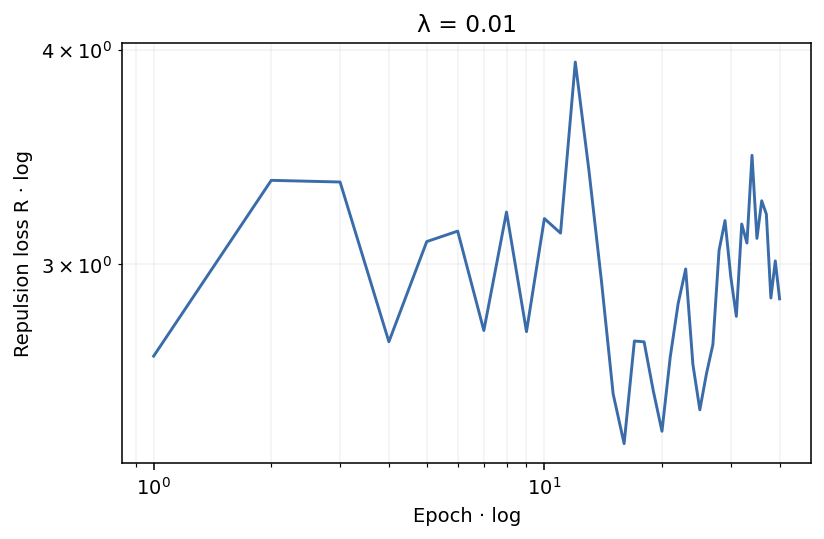 λ = 0.01
4 × 10⁰
3 × 10⁰
Repulsion loss R · log
10⁰
10¹
Epoch · log